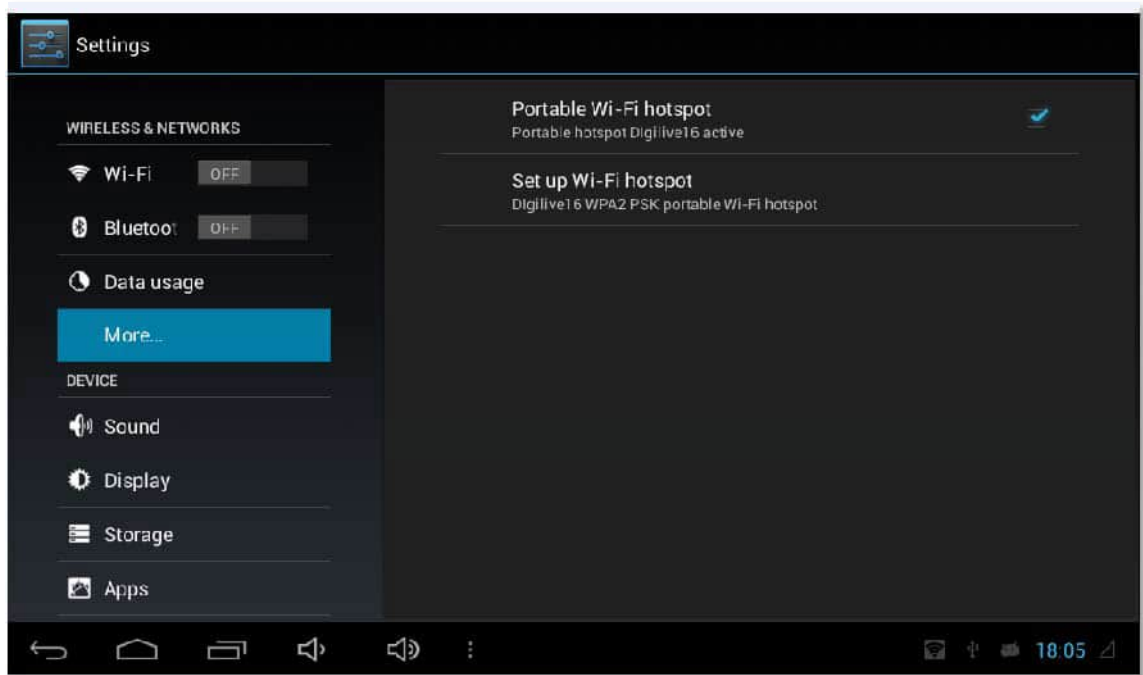 Settings
WIRELESS & NETWORKS
Wi-Fi OFF
Bluetoot OFF
Data usage
More...
DEVICE
Sound
Display
Storage
Apps
Portable Wi-Fi hotspot
Portable hotspot Digilive16 active
Set up Wi-Fi hotspot
Digilive16 WPA2 PSK portable Wi-Fi hotspot
18:05